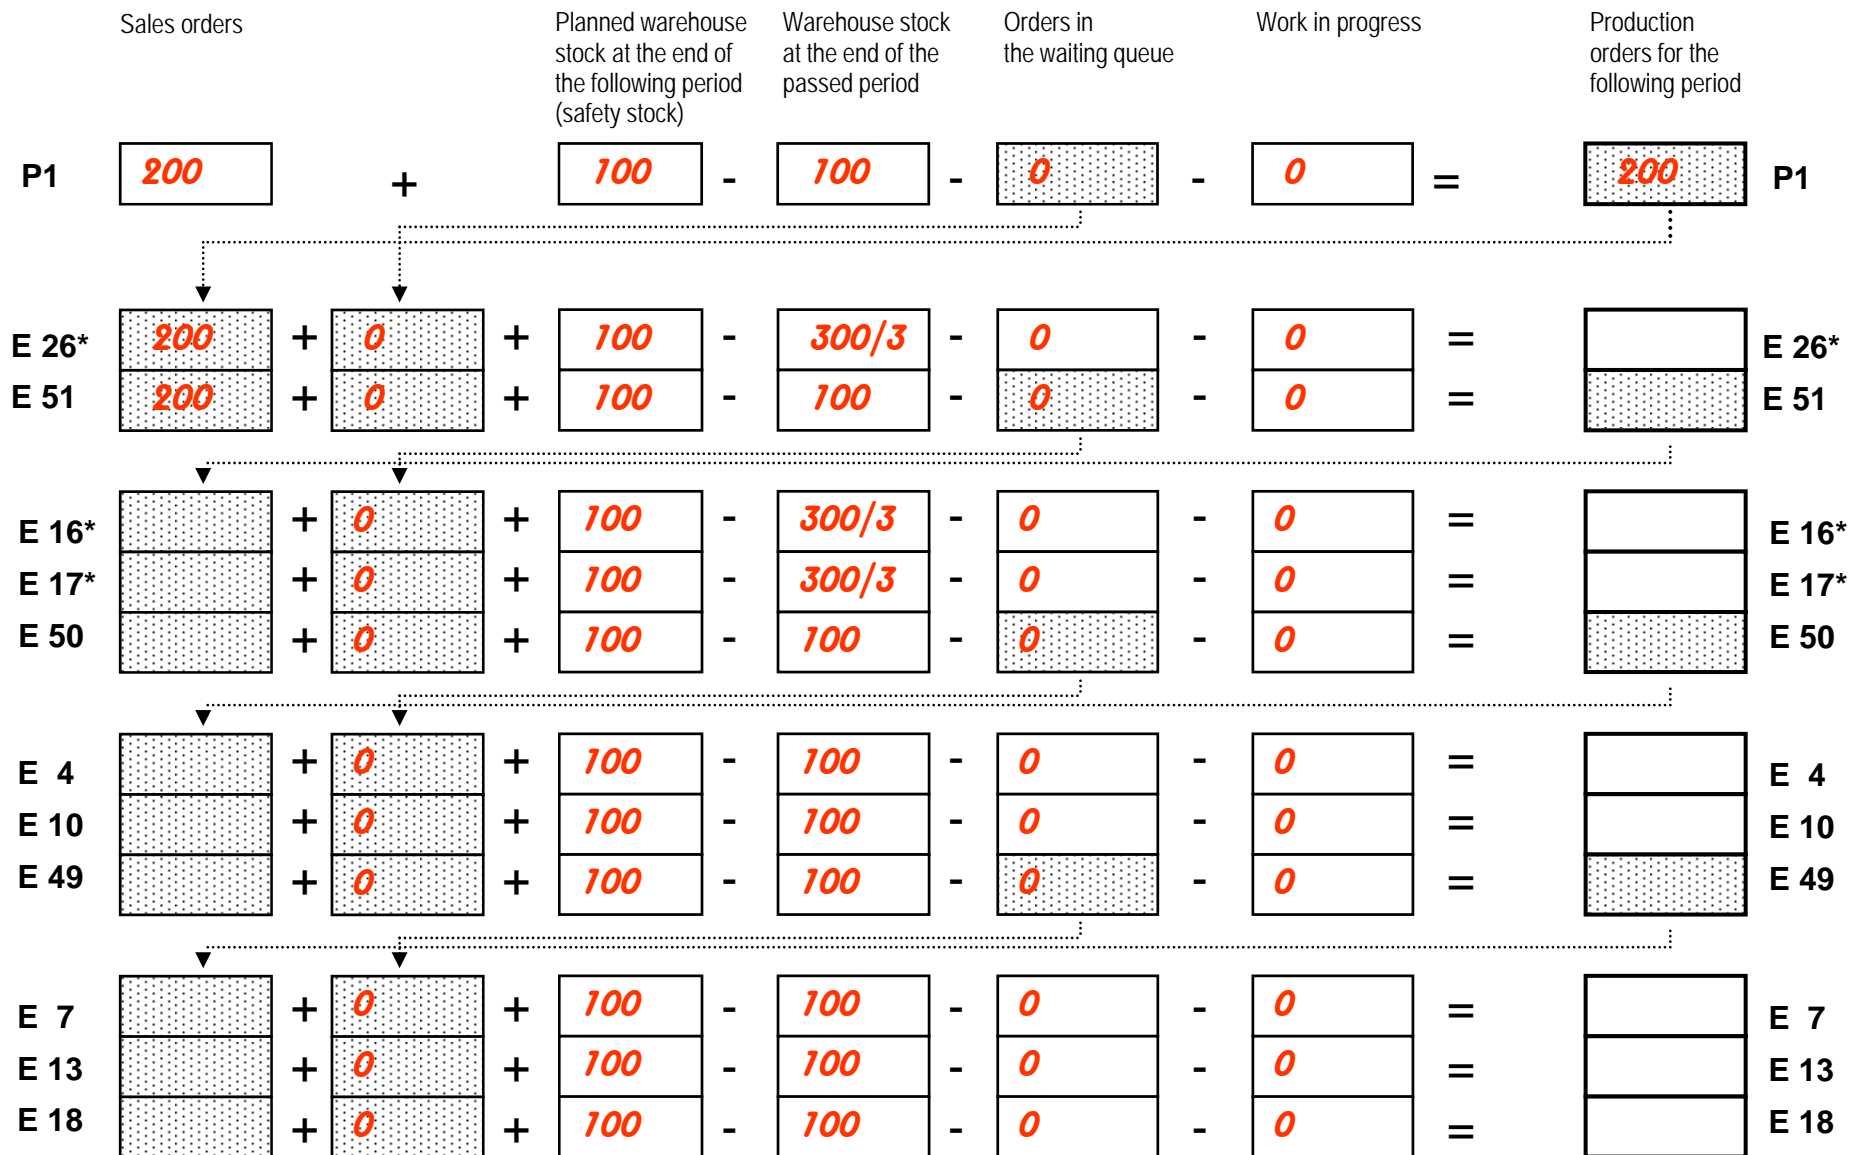 Sales orders
Planned warehouse
stock at the end of
the following period
(safety stock)
Warehouse stock
at the end of the
passed period
Orders in
the waiting queue
Work in progress
Production
orders for the
following period
P1 200 + 100 - 100 - 0 - 0 = 200 P1
E 26* 200 + 0 + 100 - 300/3 - 0 - 0 = E 26*
E 51 200 + 0 + 100 - 100 - 0 - 0 = E 51
E 16* + 0 + 100 - 300/3 - 0 - 0 = E 16*
E 17* + 0 + 100 - 300/3 - 0 - 0 = E 17*
E 50 + 0 + 100 - 100 - 0 - 0 = E 50
E 4 + 0 + 100 - 100 - 0 - 0 = E 4
E 10 + 0 + 100 - 100 - 0 - 0 = E 10
E 49 + 0 + 100 - 100 - 0 - 0 = E 49
E 7 + 0 + 100 - 100 - 0 - 0 = E 7
E 13 + 0 + 100 - 100 - 0 - 0 = E 13
E 18 + 0 + 100 - 100 - 0 - 0 = E 18